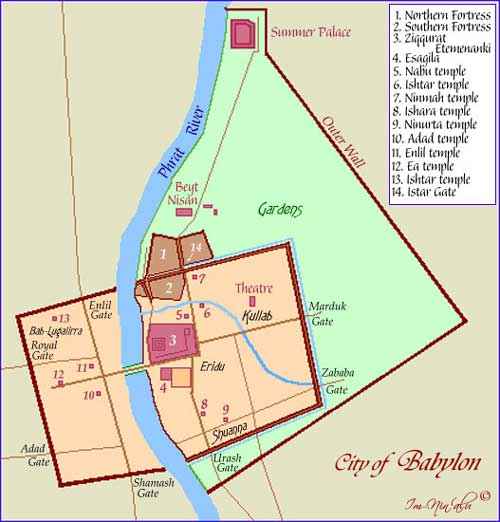 1. Northern Fortress
2. Southern Fortress
3. Ziqqurat
Etemenanki
4. Esagila
5. Nabu temple
6. Ishtar temple
7. Ninmah temple
8. Ishara temple
9. Ninurta temple
10. Adad temple
11. Enlil temple
12. Ea temple
13. Ishtar temple
14. Istar Gate
Summer Palace
Outer Wall
Phrat River
Beyt
Nisan
Gardens
1
14
2
7
Theatre
Kullab
Marduk
Gate
Enlil
Gate
13
Bab-Lugalirra
Royal
Gate
5
6
3
Eridu
12
11
10
4
Zababa
Gate
8
9
Shuanna
Adad
Gate
Urash
Gate
Shamash
Gate
City of Babylon
Im-Nin'alu ©